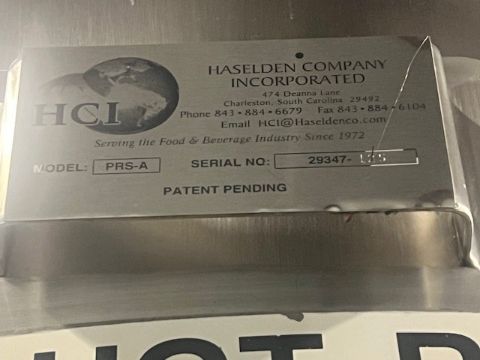 HCI
HASELDEN COMPANY
INCORPORATED
474 Deanna Lane
Charleston, South Carolina 29492
Phone 843•884•6679 Fax 843•884•6104
Email HCI@Haseldenco.com
Serving the Food & Beverage Industry Since 1972
MODEL: PRS-A SERIAL NO: 29347-
PATENT PENDING
HOT